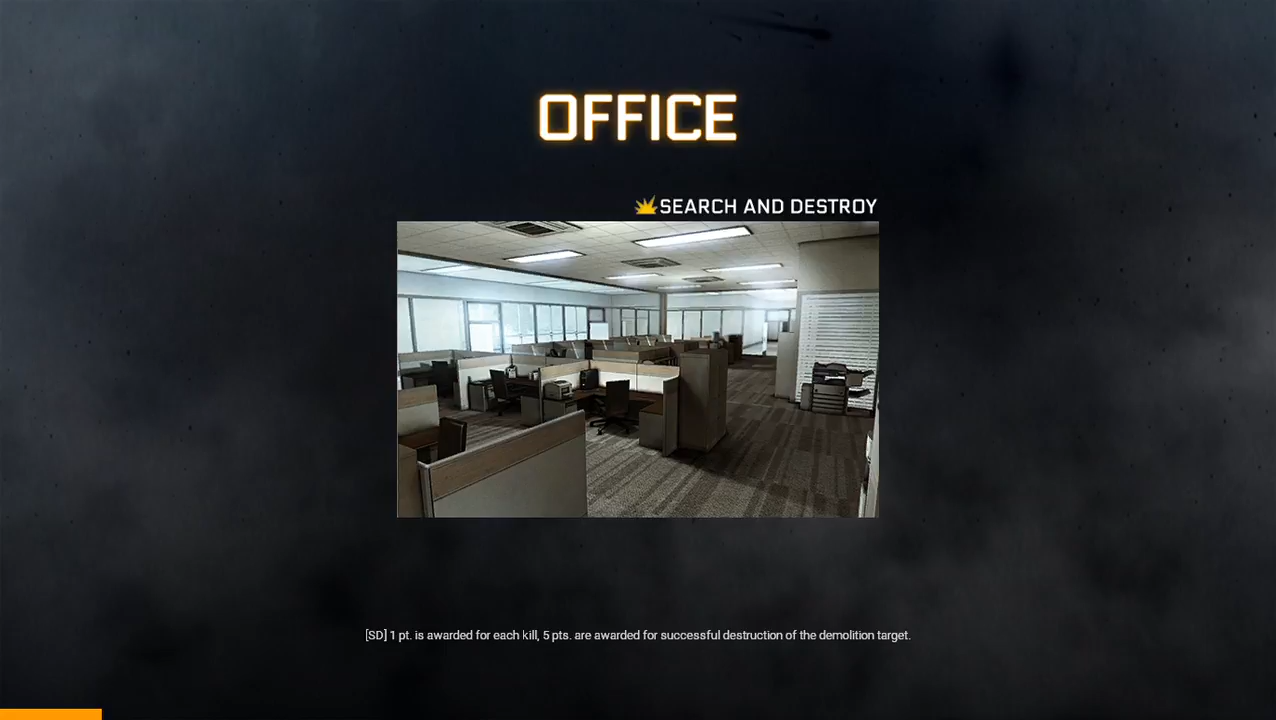 OFFICE
SEARCH AND DESTROY
[SD] 1 pt. is awarded for each kill, 5 pts. are awarded for successful destruction of the demolition target.